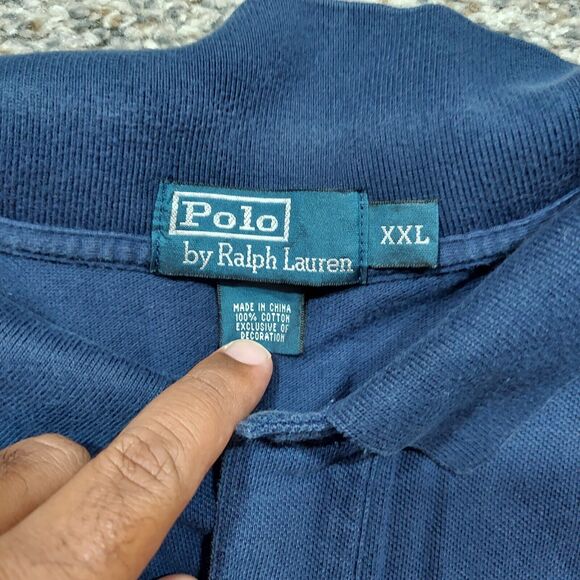 Polo
by Ralph Lauren
XXL
MADE IN CHINA
100% COTTON
EXCLUSIVE OF
DECORATION